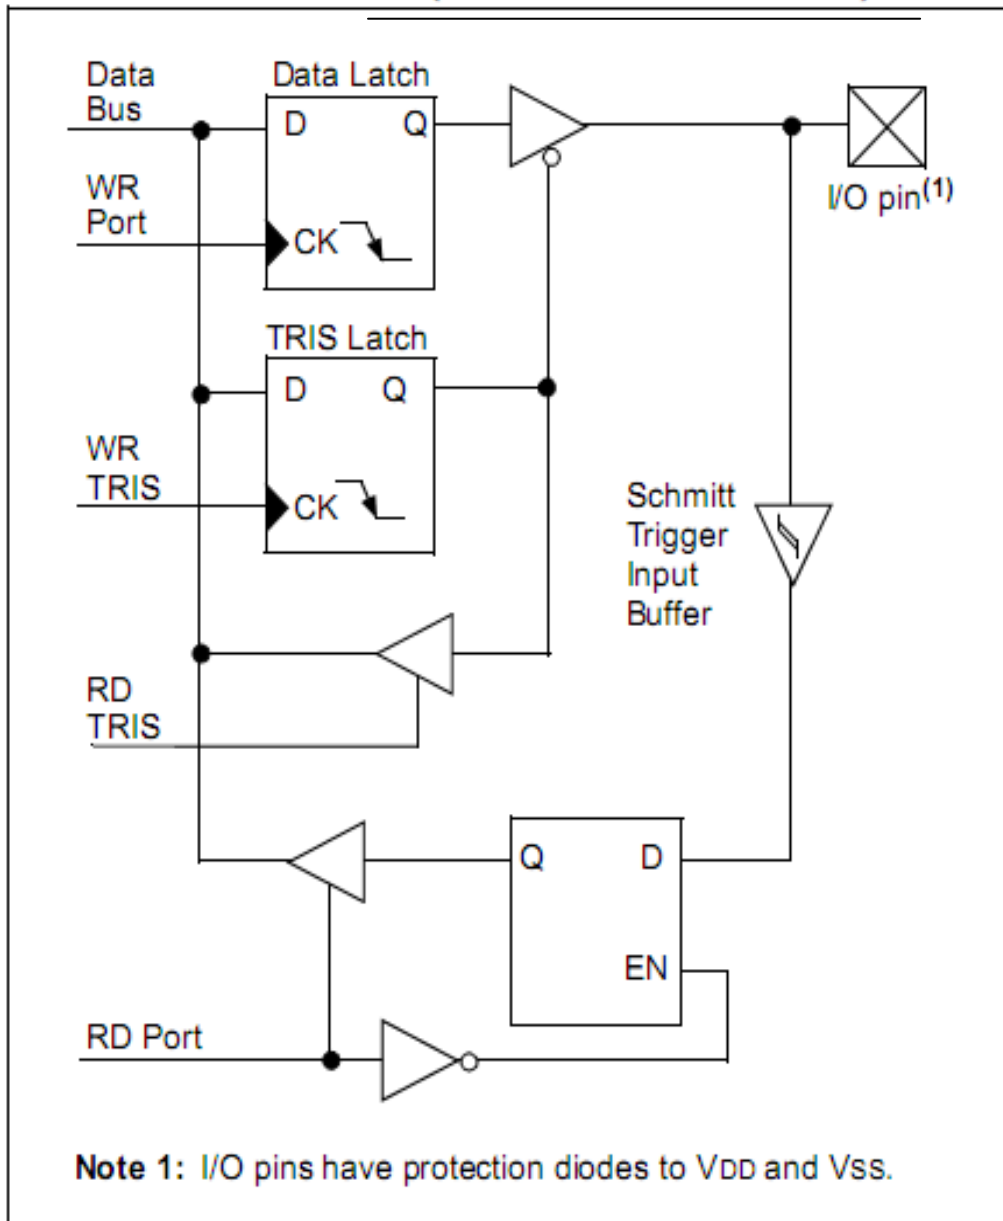 Data
Bus
Data Latch
D
Q
WR
Port
CK
I/O pin(1)
TRIS Latch
D
Q
WR
TRIS
CK
Schmitt
Trigger
Input
Buffer
RD
TRIS
Q
D
EN
RD Port
Note 1: I/O pins have protection diodes to VDD and VSS.